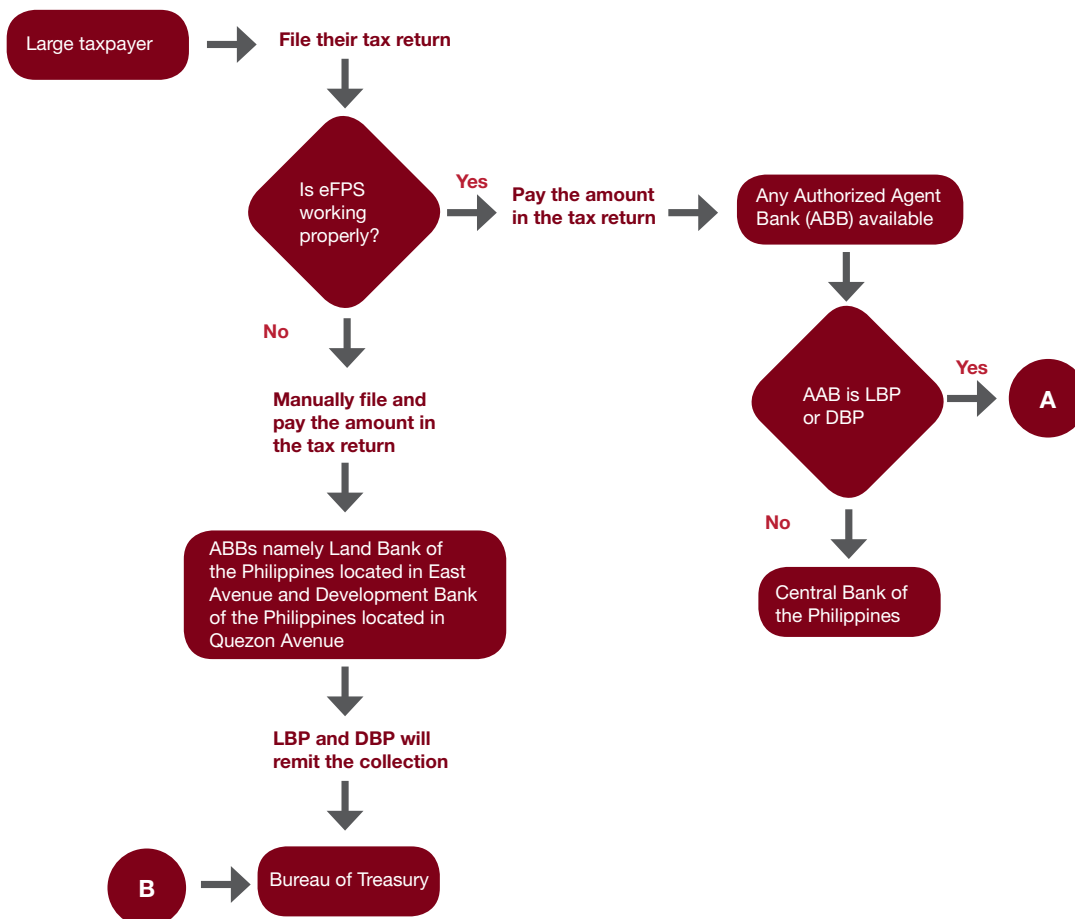 Large taxpayer
File their tax return
Is eFPS
working
properly?
Yes
Pay the amount
in the tax return
Any Authorized Agent
Bank (ABB) available
No
Manually file and
pay the amount in
the tax return
AAB is LBP
or DBP
Yes
A
No
Central Bank of
the Philippines
ABBs namely Land Bank of
the Philippines located in East
Avenue and Development Bank
of the Philippines located in
Quezon Avenue
LBP and DBP will
remit the collection
B
Bureau of Treasury